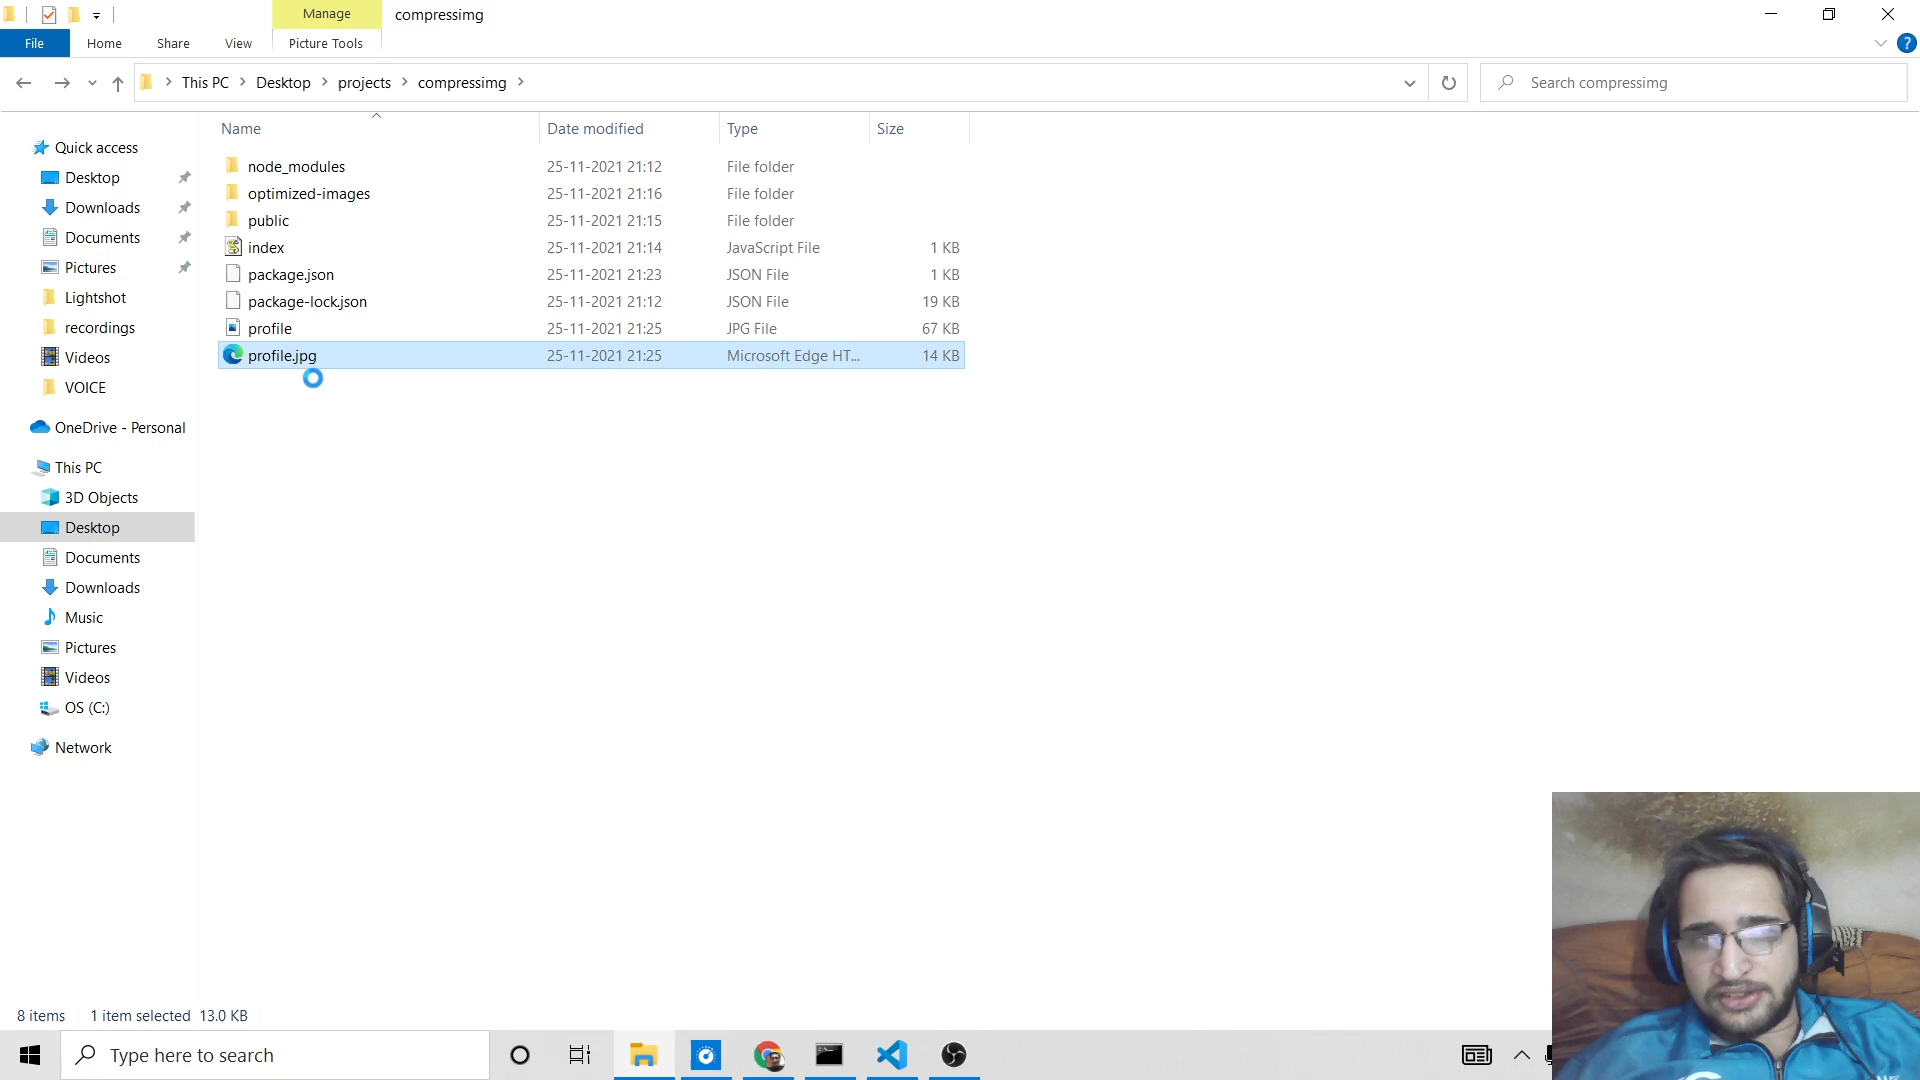 Manage
compressimg
File
Home
Share
View
Picture Tools
?
This PC
Desktop
projects
compressimg
Search compressimg
Name
Date modified
Type
Size
node_modules 25-11-2021 21:12 File folder
optimized-images 25-11-2021 21:16 File folder
public 25-11-2021 21:15 File folder
index 25-11-2021 21:14 JavaScript File 1 KB
package.json 25-11-2021 21:23 JSON File 1 KB
package-lock.json 25-11-2021 21:12 JSON File 19 KB
profile 25-11-2021 21:25 JPG File 67 KB
profile.jpg 25-11-2021 21:25 Microsoft Edge HT... 14 KB
Quick access
Desktop
Downloads
Documents
Pictures
Lightshot
recordings
Videos
VOICE
OneDrive - Personal
This PC
3D Objects
Desktop
Documents
Downloads
Music
Pictures
Videos
OS (C:)
Network
8 items
1 item selected 13.0 KB
Type here to search